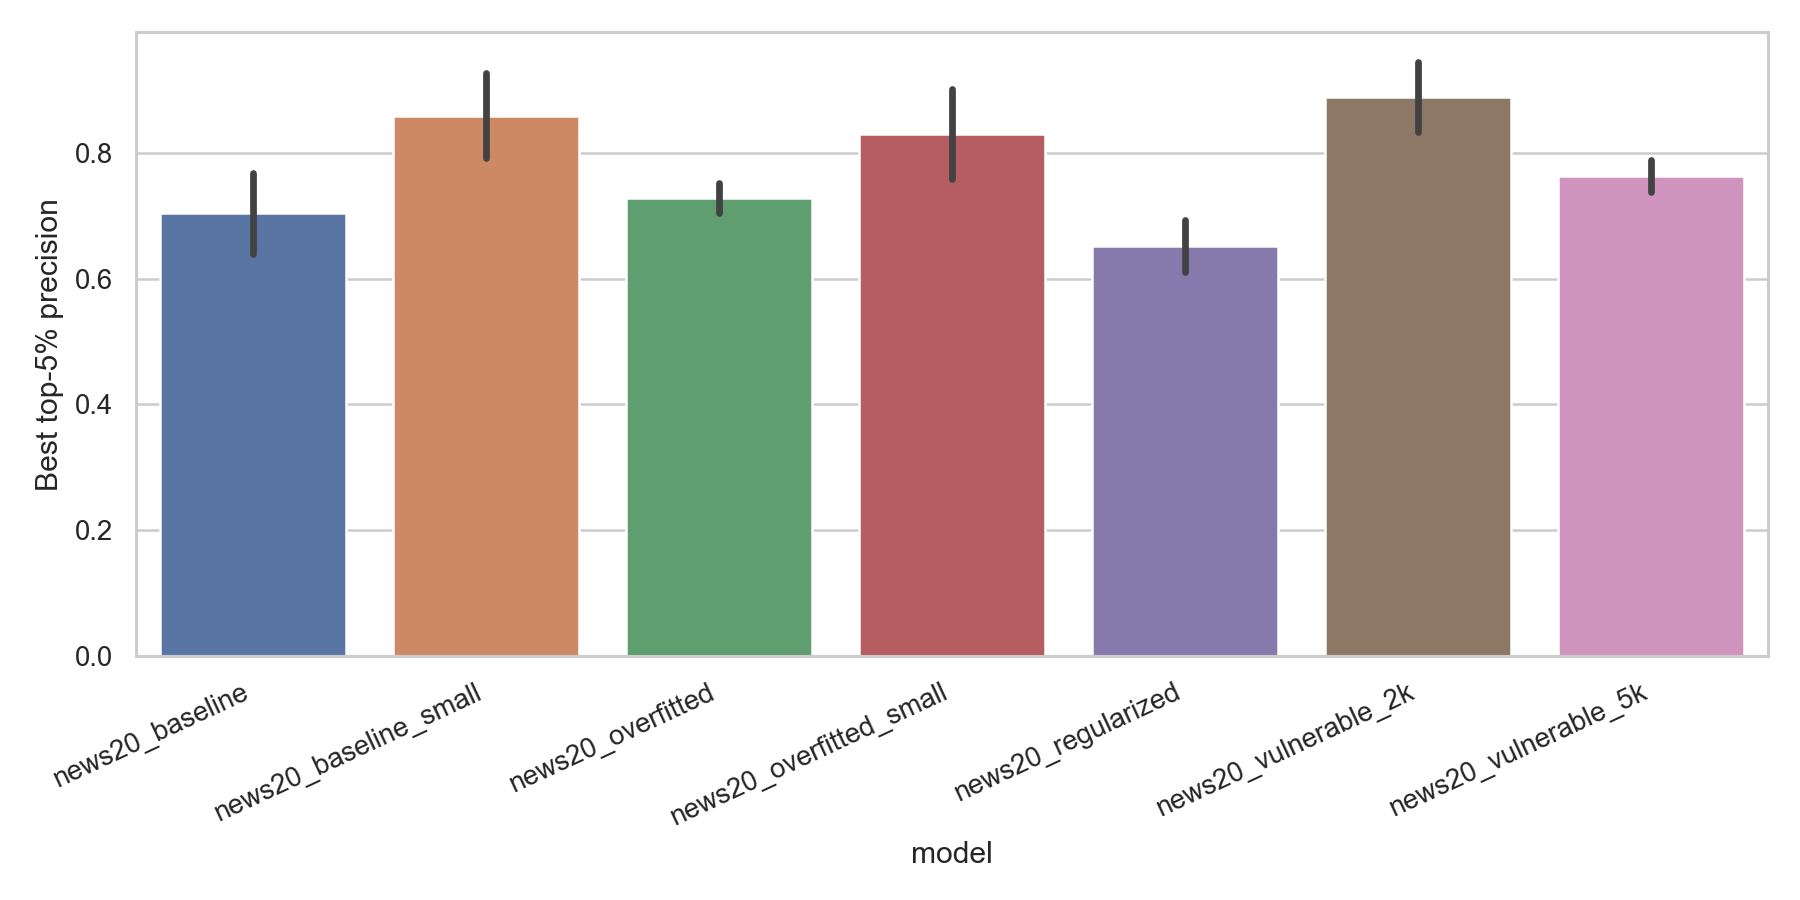 Best top-5% precision
0.8
0.6
0.4
0.2
0.0
news20_baseline
news20_baseline_small
news20_overfitted
news20_overfitted_small
news20_regularized
news20_vulnerable_2k
news20_vulnerable_5k
model